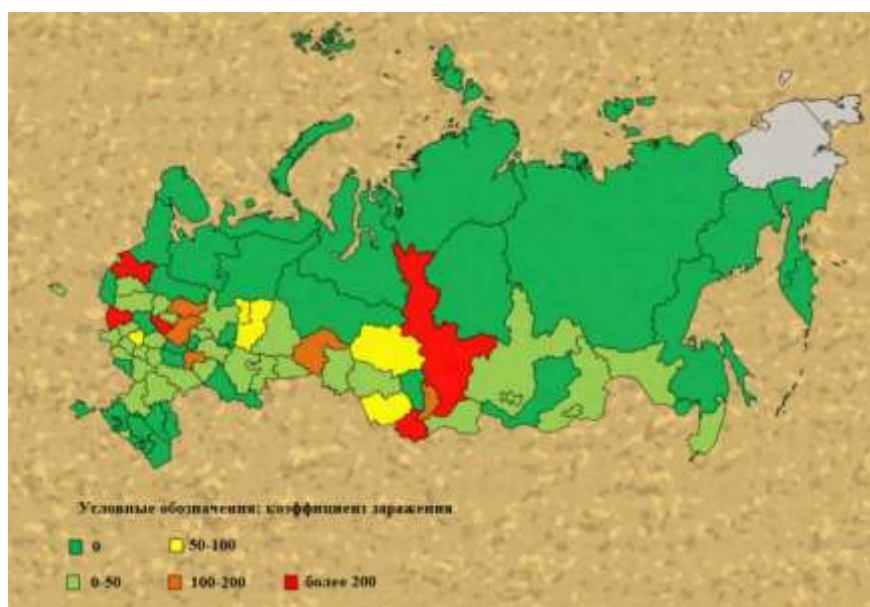 Условные обозначения: коэффициент заражения
0
50-100
0-50
100-200
более 200